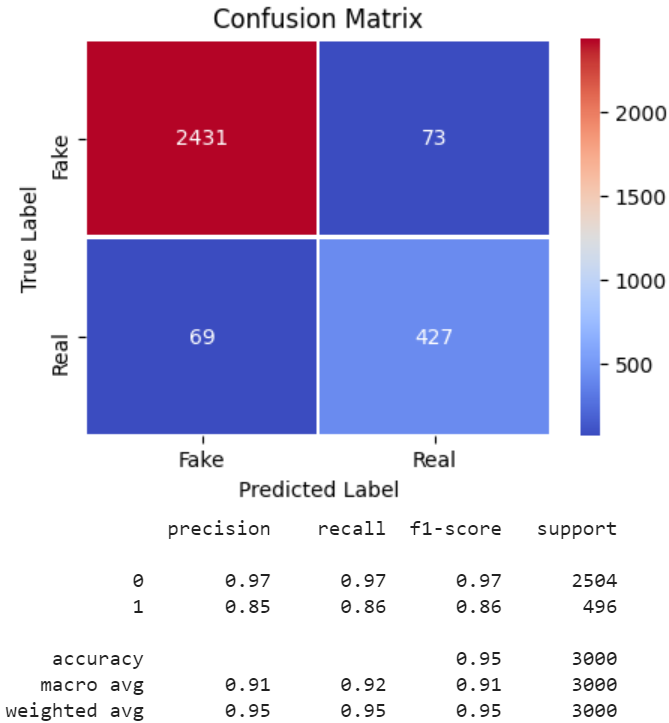 Confusion Matrix
Fake 2431 73
Real 69 427
True Label
Fake Real
Predicted Label
2000
1500
1000
500
precision recall f1-score support
0 0.97 0.97 0.97 2504
1 0.85 0.86 0.86 496
accuracy 0.95 3000
macro avg 0.91 0.92 0.91 3000
weighted avg 0.95 0.95 0.95 3000